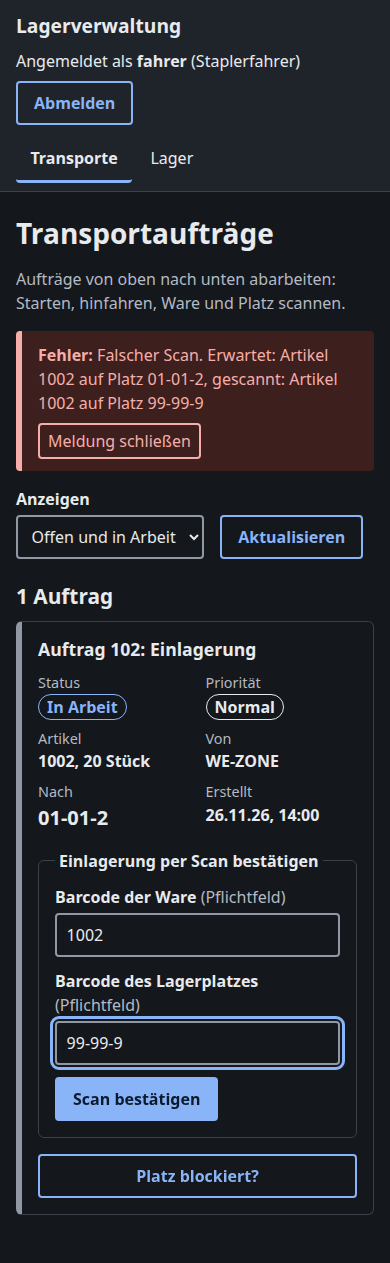 Lagerverwaltung
Angemeldet als fahrer (Staplerfahrer)
Abmelden
Transporte Lager
Transportaufträge
Aufträge von oben nach unten abarbeiten:
Starten, hinfahren, Ware und Platz scannen.
Fehler: Falscher Scan. Erwartet: Artikel
1002 auf Platz 01-01-2, gescannt: Artikel
1002 auf Platz 99-99-9
Meldung schließen
Anzeigen
Offen und in Arbeit Aktualisieren
1 Auftrag
Auftrag 102: Einlagerung
Status Priorität
In Arbeit Normal
Artikel Von
1002, 20 Stück WE-ZONE
Nach Erstellt
01-01-2 26.11.26, 14:00
Einlagerung per Scan bestätigen
Barcode der Ware (Pflichtfeld)
1002
Barcode des Lagerplatzes
(Pflichtfeld)
99-99-9
Scan bestätigen
Platz blockiert?